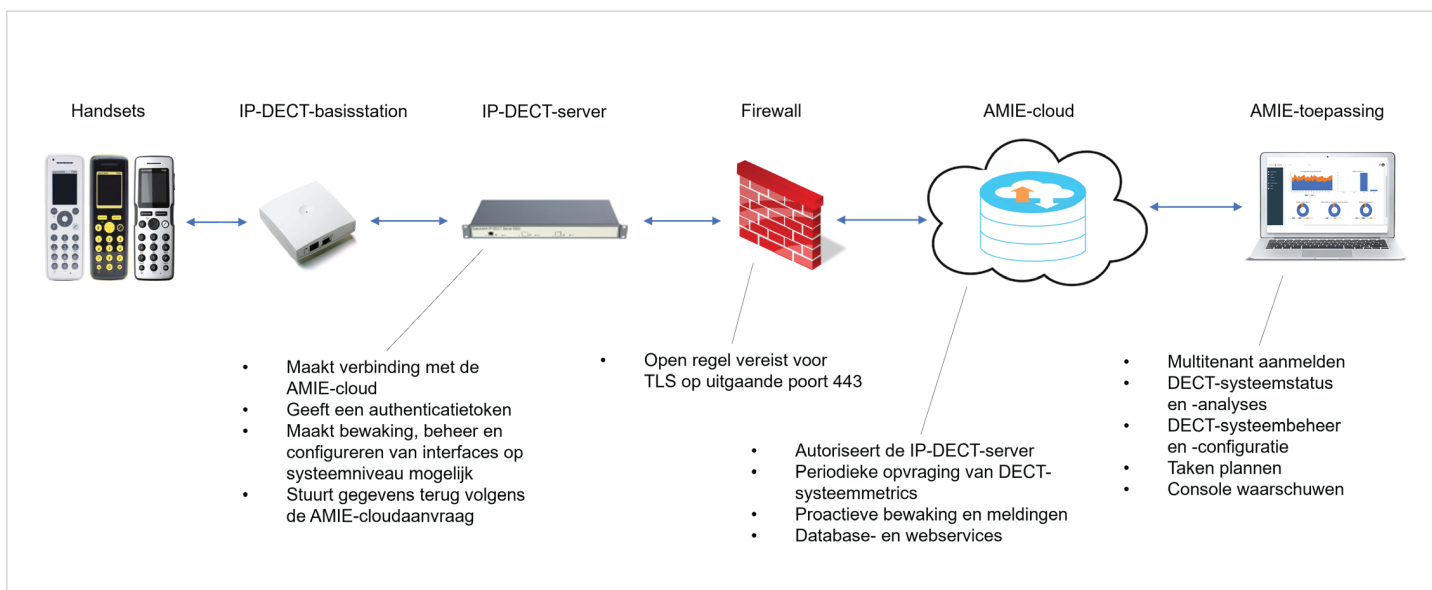 Handsets
IP-DECT-basisstation
IP-DECT-server
Firewall
AMIE-cloud
AMIE-toepassing
• Maakt verbinding met de
AMIE-cloud
• Geeft een authenticatietoken
• Maakt bewaking, beheer en
configureren van interfaces op
systeemniveau mogelijk
• Stuurt gegevens terug volgens
de AMIE-cloudaanvraag
• Open regel vereist voor
TLS op uitgaande poort 443
• Autoriseert de IP-DECT-server
• Periodieke opvraging van DECT-
systeemmetrics
• Proactieve bewaking en meldingen
• Database- en webservices
• Multitenant aanmelden
• DECT-systeemstatus
en -analyses
• DECT-systeembeheer
en -configuratie
• Taken plannen
• Console waarschuwen